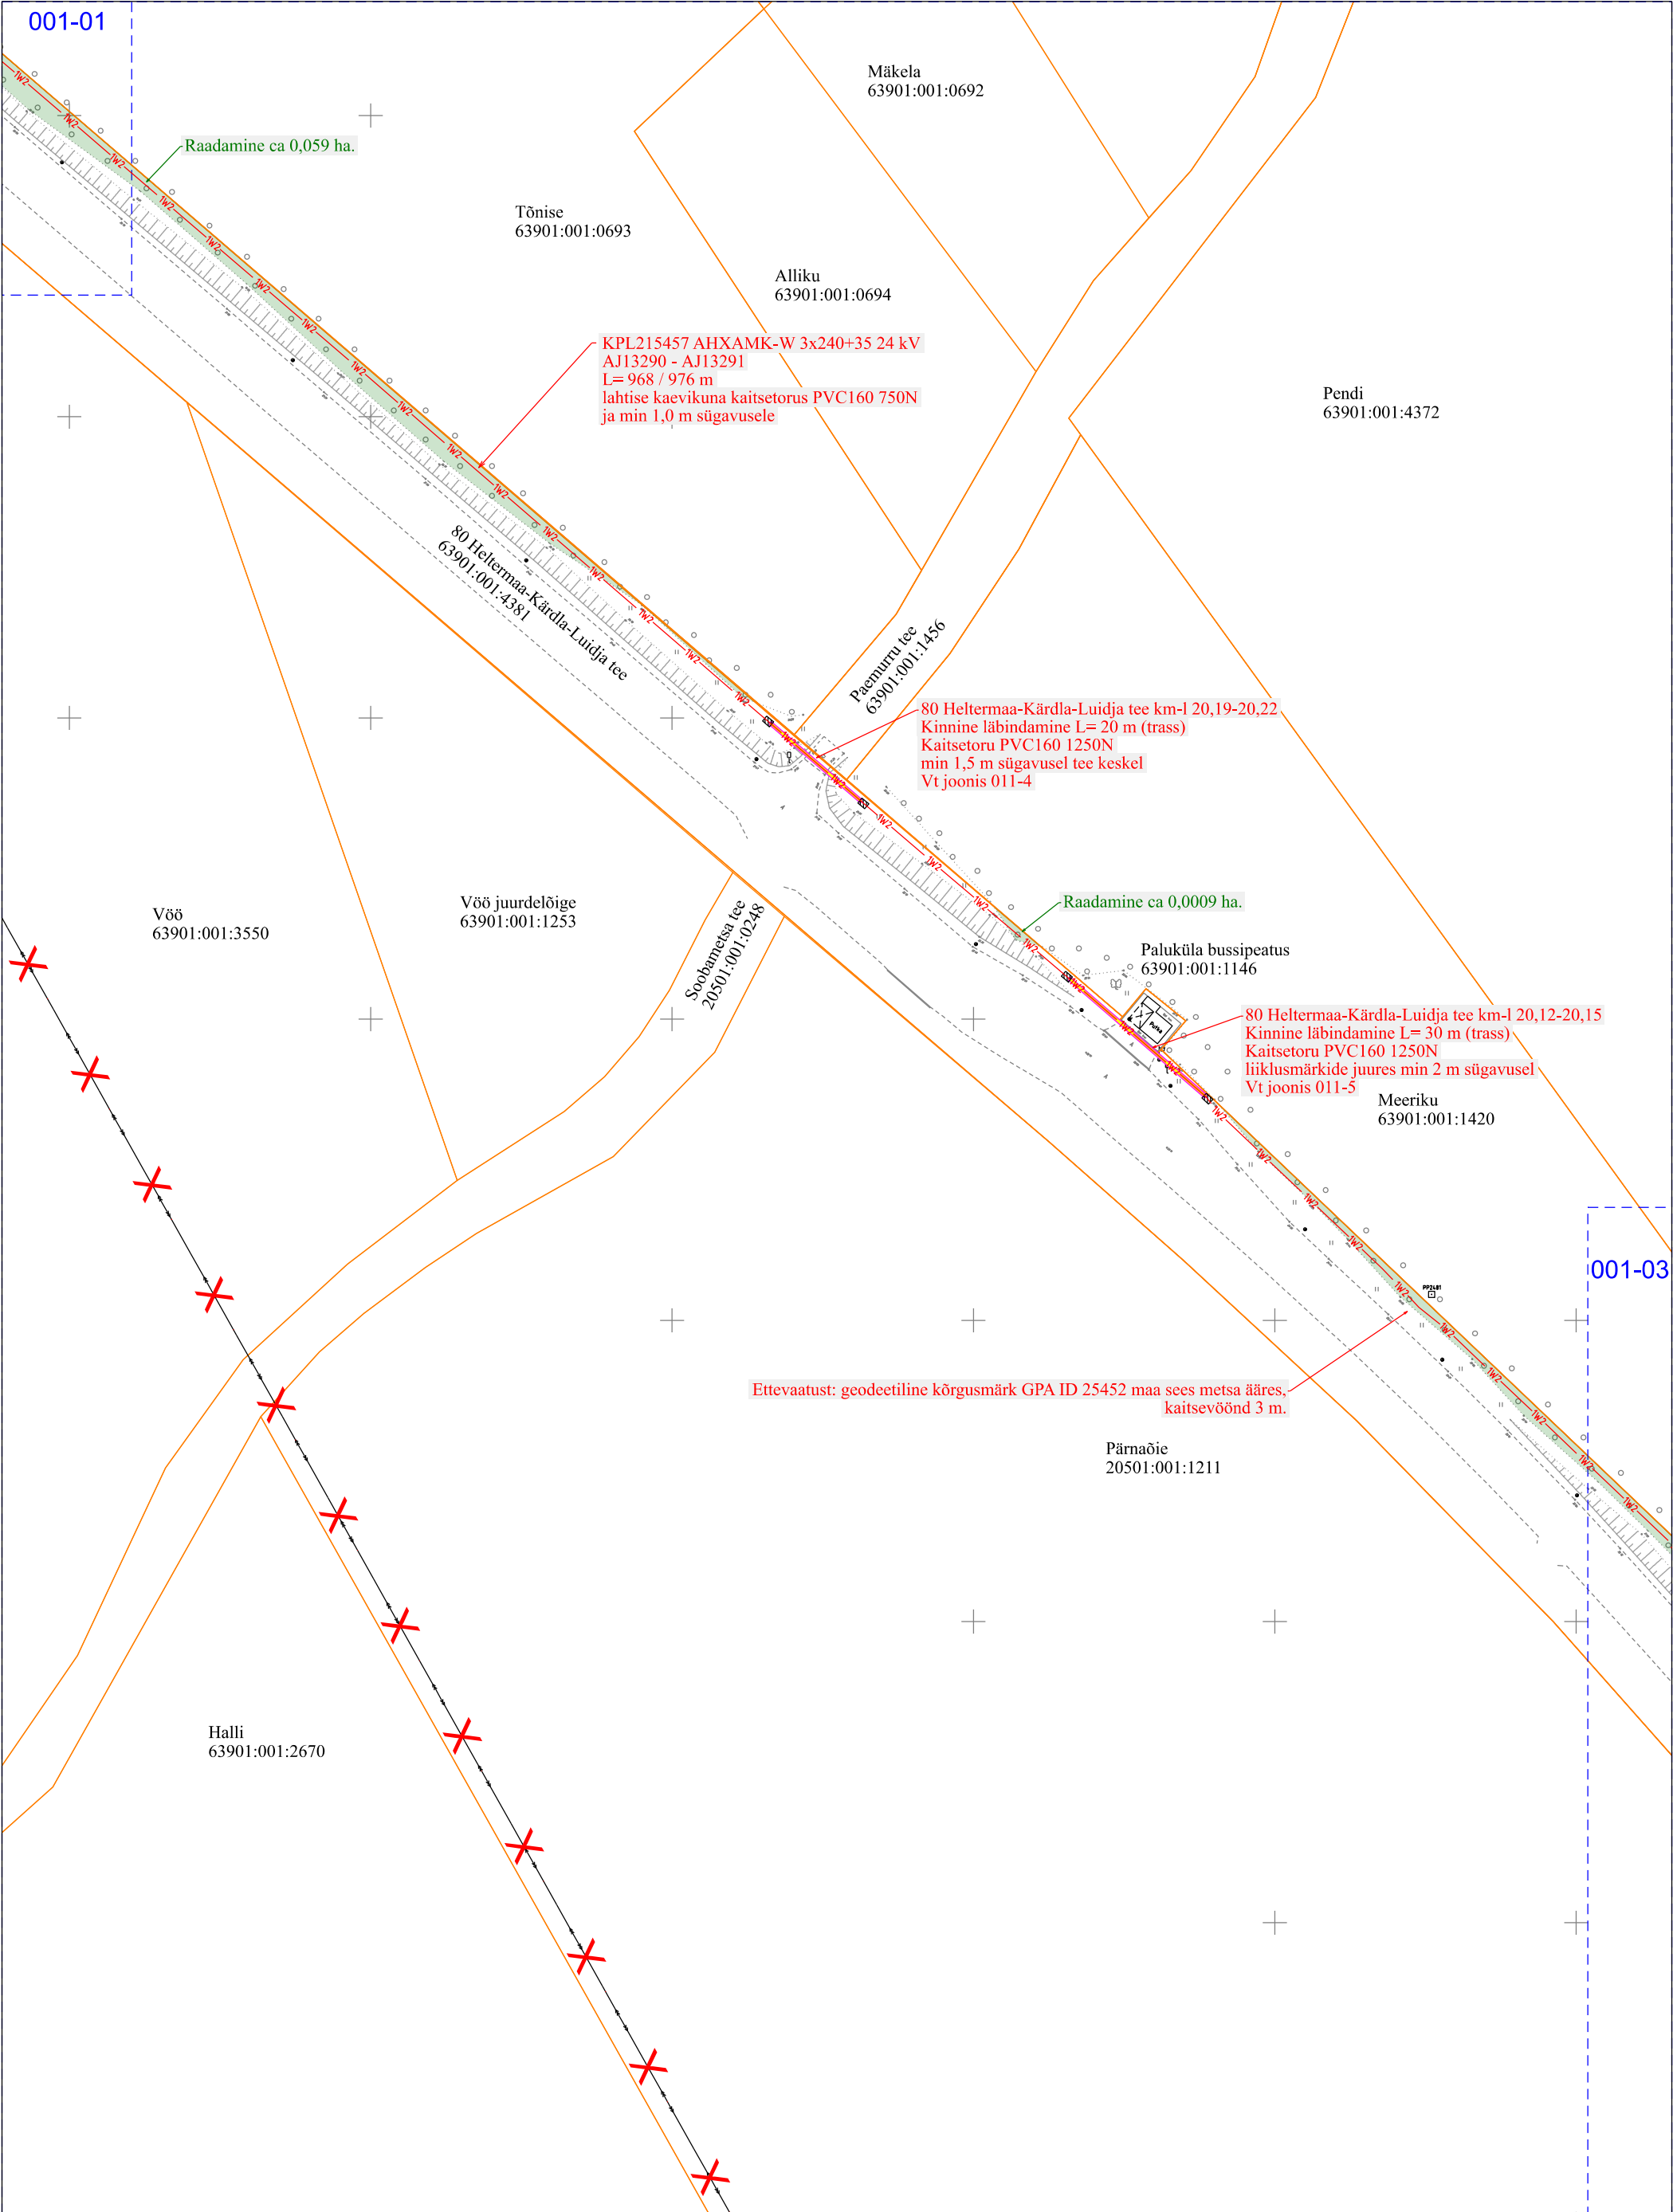 001-01
Mäkela
63901:001:0692
Raadamine ca 0,059 ha.
Tõnise
63901:001:0693
Alliku
63901:001:0694
KPL215457 AHXAMK-W 3x240+35 24 kV
AJ13290 - AJ13291
L= 968 / 976 m
lahtise kaevikuna kaitsetorus PVC160 750N
ja min 1,0 m sügavusele
Pendi
63901:001:4372
80 Heltermaa-Kärdla-Luidja tee
63901:001:4381
Paemurru tee
63901:001:1456
80 Heltermaa-Kärdla-Luidja tee km-l 20,19-20,22
Kinnine läbindamine L= 20 m (trass)
Kaitsetoru PVC160 1250N
min 1,5 m sügavusel tee keskel
Vt joonis 011-4
Vöö
63901:001:3550
Vöö juurdelõige
63901:001:1253
Soobametsa tee
20501:001:0248
Raadamine ca 0,0009 ha.
Paluküla bussipeatus
63901:001:1146
Putka
80 Heltermaa-Kärdla-Luidja tee km-l 20,12-20,15
Kinnine läbindamine L= 30 m (trass)
Kaitsetoru PVC160 1250N
liiklusmärkide juures min 2 m sügavusel
Vt joonis 011-5
Meeriku
63901:001:1420
001-03
PP2481
Ettevaatust: geodeetiline kõrgusmärk GPA ID 25452 maa sees metsa ääres,
kaitsevöönd 3 m.
Pärnaõie
20501:001:1211
Halli
63901:001:2670
1W2